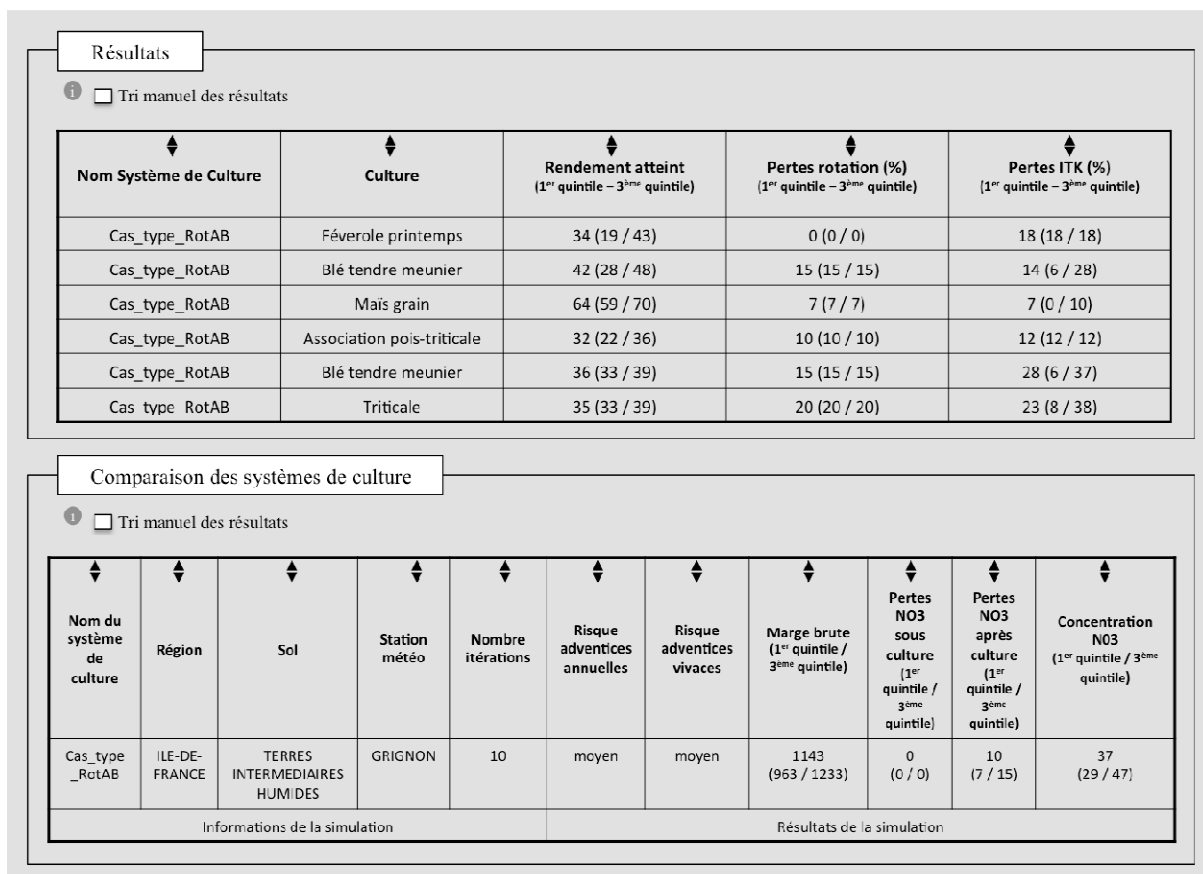 Résultats
i
Tri manuel des résultats
Nom Système de Culture
Culture
Rendement atteint
(1er quintile – 3ème quintile)
Pertes rotation (%)
(1er quintile – 3ème quintile)
Pertes ITK (%)
(1er quintile – 3ème quintile)
Cas_type_RotAB Féverole printemps 34 (19 / 43) 0 (0 / 0) 18 (18 / 18)
Cas_type_RotAB Blé tendre meunier 42 (28 / 48) 15 (15 / 15) 14 (6 / 28)
Cas_type_RotAB Maïs grain 64 (59 / 70) 7 (7 / 7) 7 (0 / 10)
Cas_type_RotAB Association pois-triticale 32 (22 / 36) 10 (10 / 10) 12 (12 / 12)
Cas_type_RotAB Blé tendre meunier 36 (33 / 39) 15 (15 / 15) 28 (6 / 37)
Cas_type_RotAB Triticale 35 (33 / 39) 20 (20 / 20) 23 (8 / 38)
Comparaison des systèmes de culture
i
Tri manuel des résultats
Nom du
système
de
culture
Région
Sol
Station
météo
Nombre
itérations
Risque
adventices
annuelles
Risque
adventices
vivaces
Marge brute
(1er quintile /
3ème quintile)
Pertes
NO3
sous
culture
(1er
quintile /
3ème
quintile)
Pertes
NO3
après
culture
(1er
quintile /
3ème
quintile)
Concentration
N03
(1er quintile / 3ème
quintile)
Cas_type
_RotAB
ILE-DE-
FRANCE
TERRES
INTERMEDIAIRES
HUMIDES
GRIGNON
10
moyen
moyen
1143
(963 / 1233)
0
(0 / 0)
10
(7 / 15)
37
(29 / 47)
Informations de la simulation
Résultats de la simulation